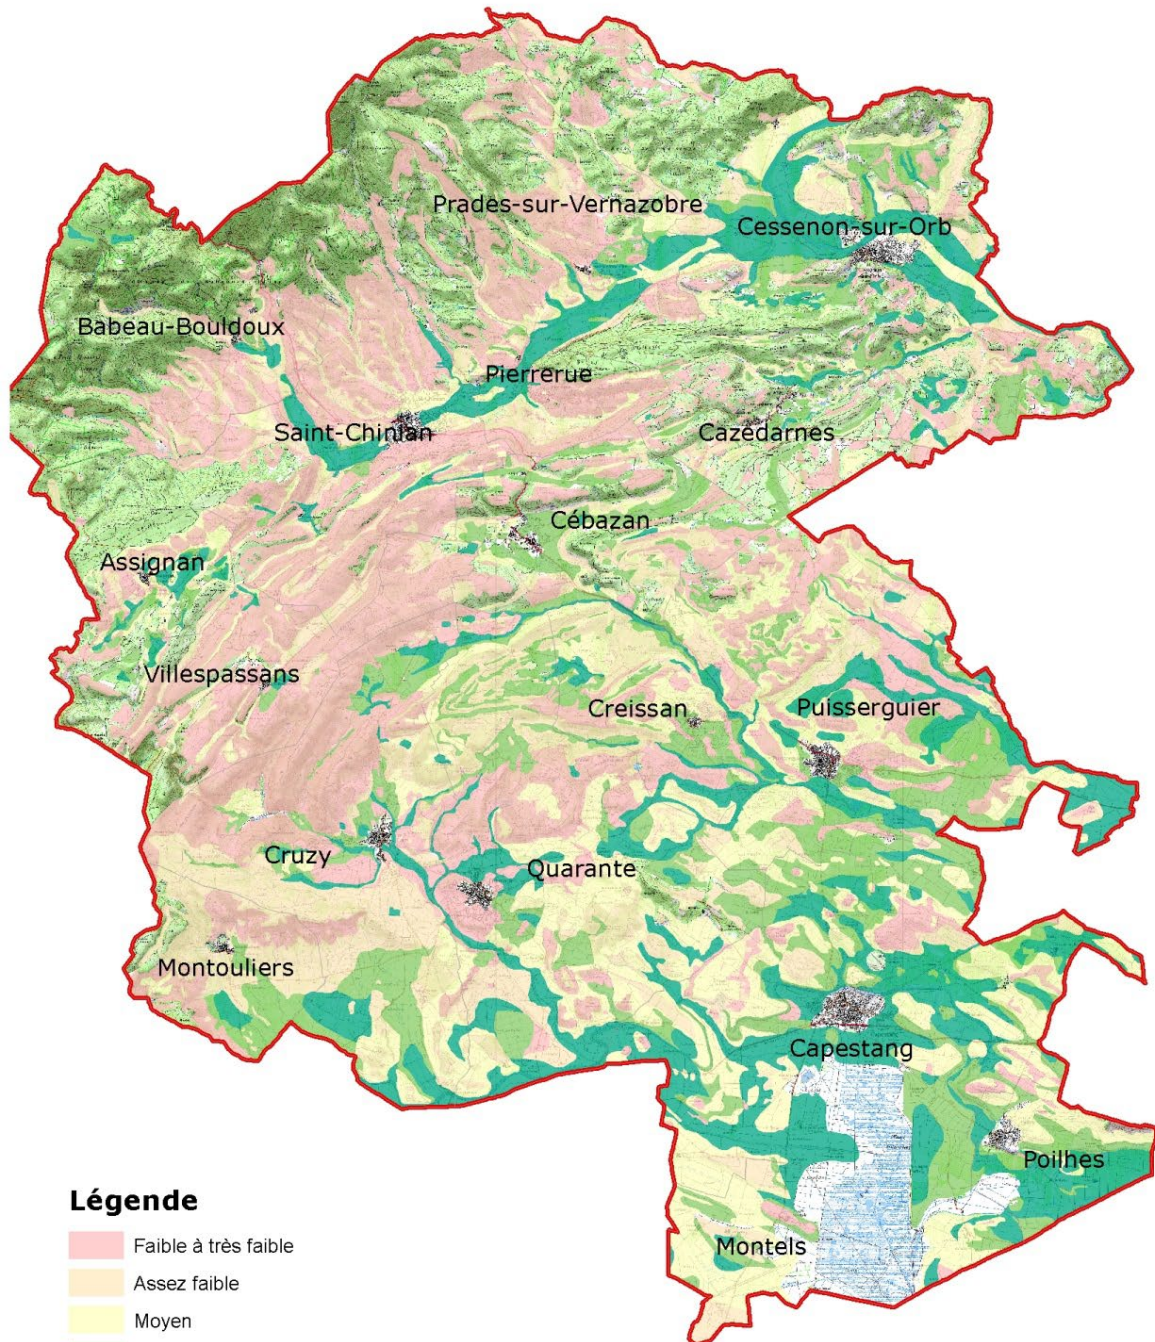 Prades-sur-Vernazobre
Cessenon-sur-Orb
Babeau-Bouldoux
Pierrerue
Saint-Chinian
Cazedarnes
Cébazan
Assignan
Villespassans
Creissan
Puisserguier
Cruzy
Quarante
Montouliers
Capestang
Poilhes
Montels
Légende
Faible à très faible
Assez faible
Moyen